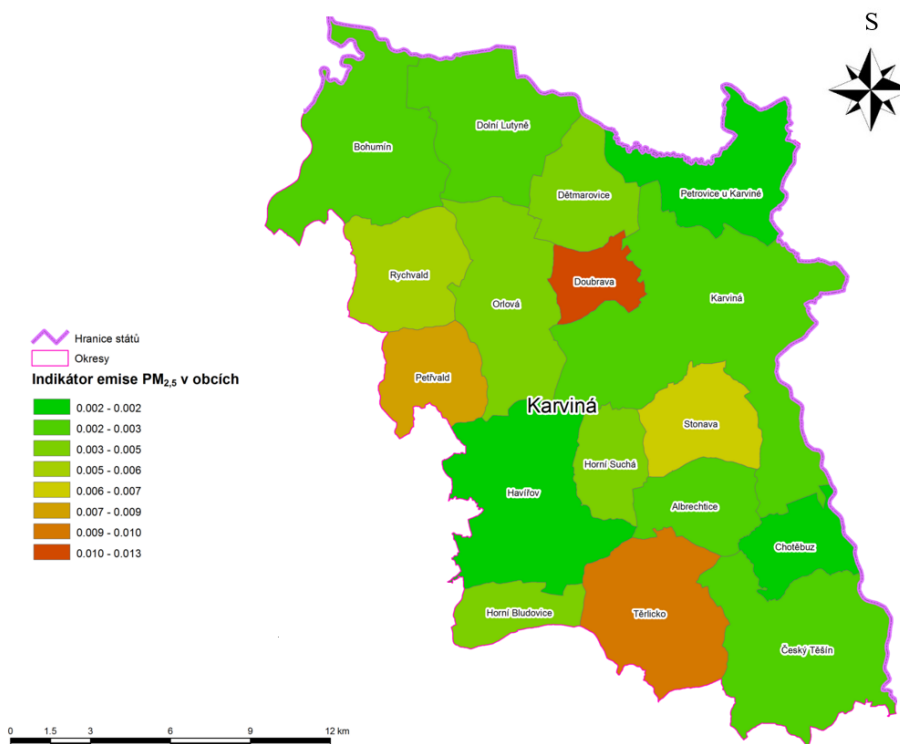 S
Bohumín
Dolní Lutyně
Dětmarovice
Petrovice u Karviné
Rychvald
Orlová
Doubrava
Karviná
Petřvald
Karviná
Stonava
Horní Suchá
Havířov
Albrechtice
Chotěbuz
Horní Bludovice
Těrlicko
Český Těšín
Hranice států
Okresy
Indikátor emise PM2,5 v obcích
0.002 - 0.002
0.002 - 0.003
0.003 - 0.005
0.005 - 0.006
0.006 - 0.007
0.007 - 0.009
0.009 - 0.010
0.010 - 0.013
0 1.5 3 6 9 12 km